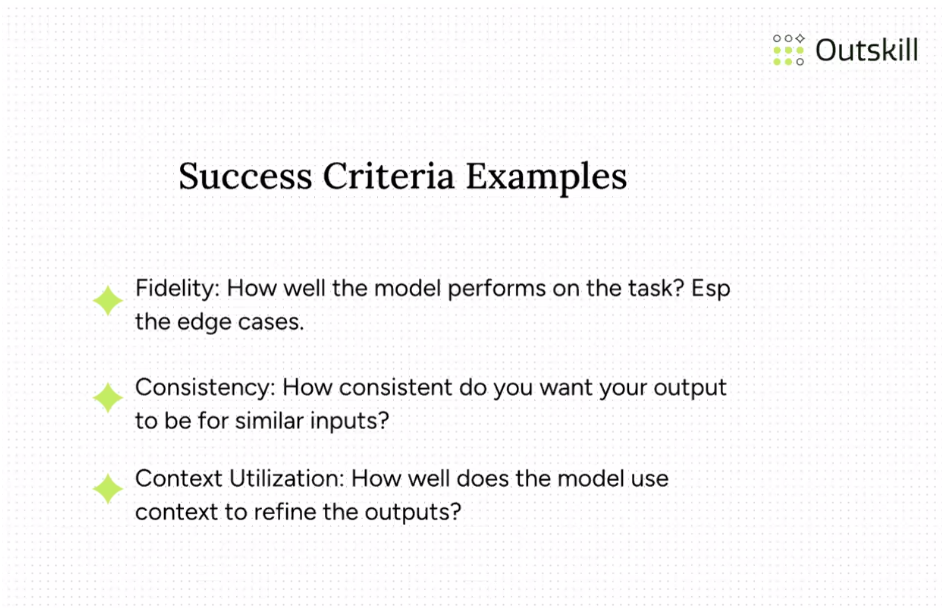 Outskill
Success Criteria Examples
Fidelity: How well the model performs on the task? Esp
the edge cases.
Consistency: How consistent do you want your output
to be for similar inputs?
Context Utilization: How well does the model use
context to refine the outputs?